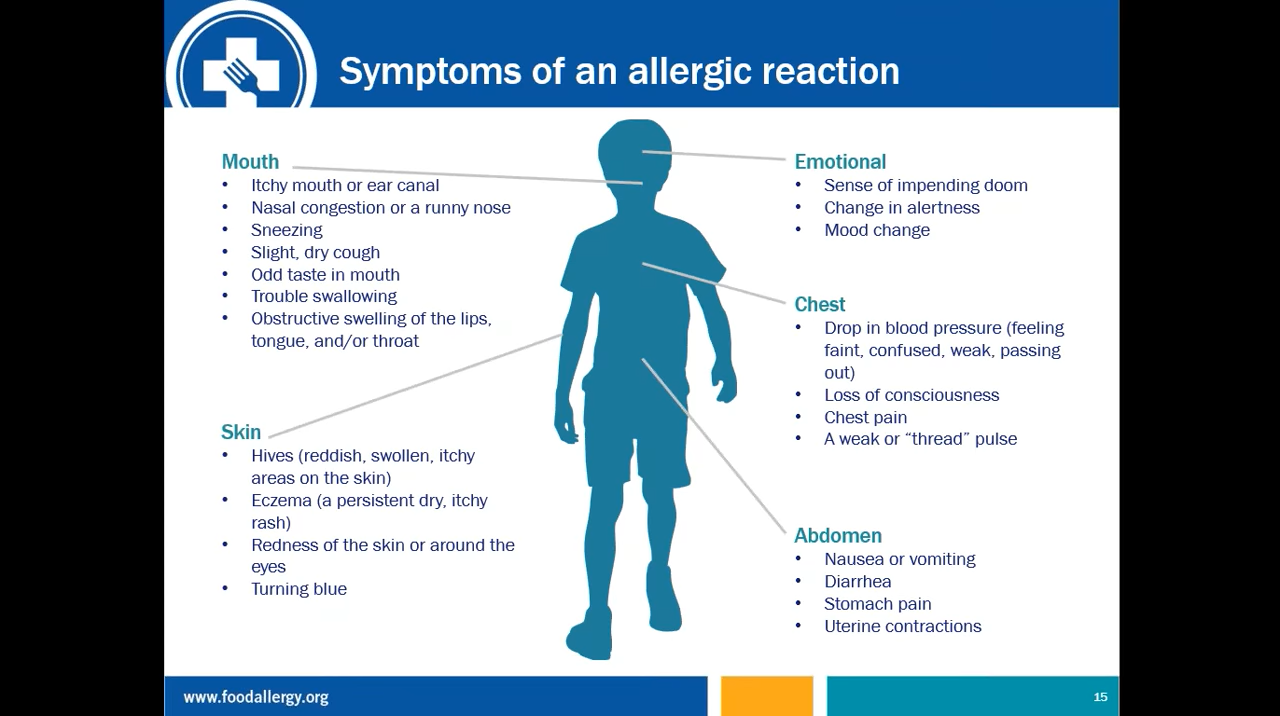 Symptoms of an allergic reaction
Mouth
• Itchy mouth or ear canal
• Nasal congestion or a runny nose
• Sneezing
• Slight, dry cough
• Odd taste in mouth
• Trouble swallowing
• Obstructive swelling of the lips,
tongue, and/or throat
Skin
• Hives (reddish, swollen, itchy
areas on the skin)
• Eczema (a persistent dry, itchy
rash)
• Redness of the skin or around the
eyes
• Turning blue
Emotional
• Sense of impending doom
• Change in alertness
• Mood change
Chest
• Drop in blood pressure (feeling
faint, confused, weak, passing
out)
• Loss of consciousness
• Chest pain
• A weak or “thread” pulse
Abdomen
• Nausea or vomiting
• Diarrhea
• Stomach pain
• Uterine contractions
www.foodallergy.org
15